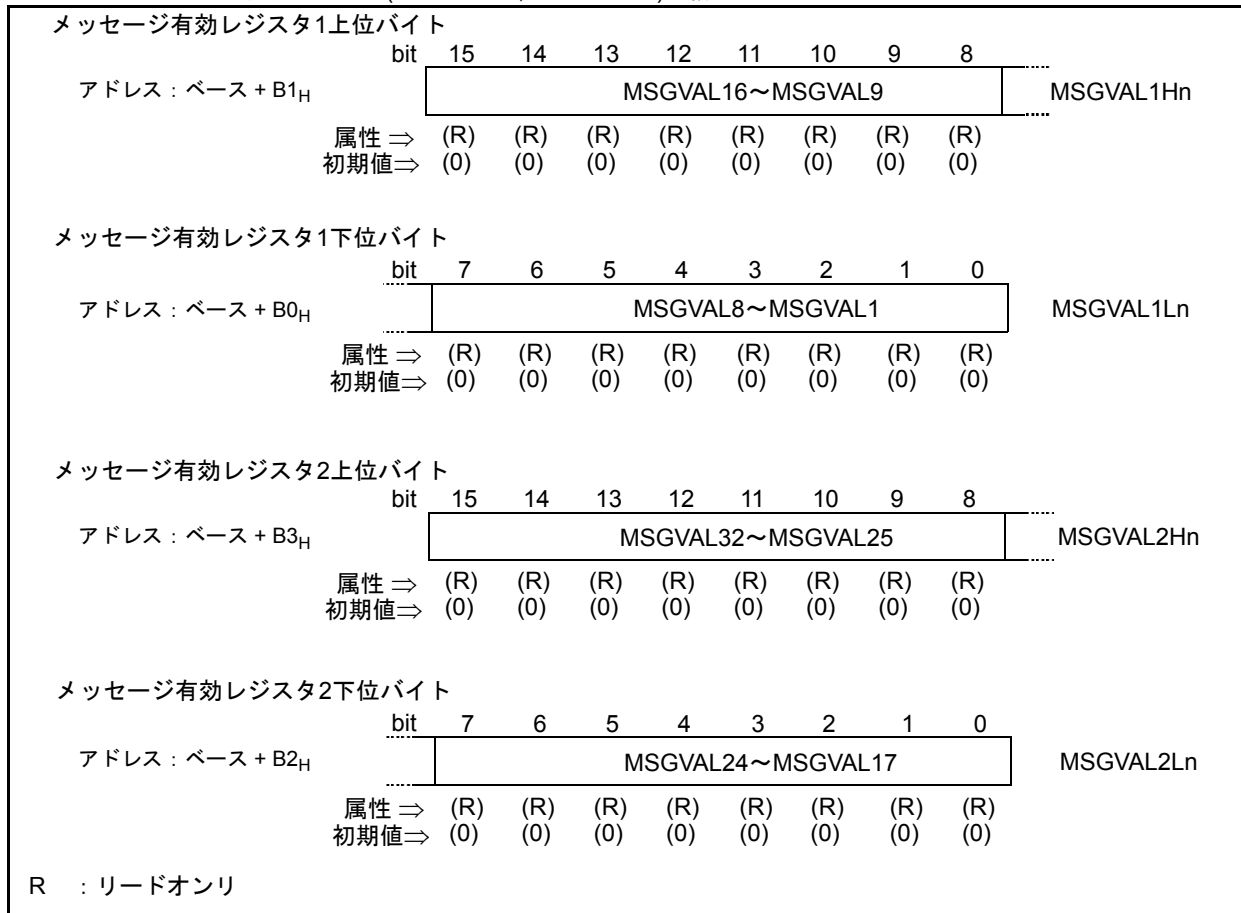 メッセージ有効レジスタ1上位バイト
bit 15 14 13 12 11 10 9 8
アドレス：ベース + B1H MSGVAL16～MSGVAL9 MSGVAL1Hn
属性 ⇒ (R) (R) (R) (R) (R) (R) (R) (R)
初期値⇒ (0) (0) (0) (0) (0) (0) (0) (0)
メッセージ有効レジスタ1下位バイト
bit 7 6 5 4 3 2 1 0
アドレス：ベース + B0H MSGVAL8～MSGVAL1 MSGVAL1Ln
属性 ⇒ (R) (R) (R) (R) (R) (R) (R) (R)
初期値⇒ (0) (0) (0) (0) (0) (0) (0) (0)
メッセージ有効レジスタ2上位バイト
bit 15 14 13 12 11 10 9 8
アドレス：ベース + B3H MSGVAL32～MSGVAL25 MSGVAL2Hn
属性 ⇒ (R) (R) (R) (R) (R) (R) (R) (R)
初期値⇒ (0) (0) (0) (0) (0) (0) (0) (0)
メッセージ有効レジスタ2下位バイト
bit 7 6 5 4 3 2 1 0
アドレス：ベース + B2H MSGVAL24～MSGVAL17 MSGVAL2Ln
属性 ⇒ (R) (R) (R) (R) (R) (R) (R) (R)
初期値⇒ (0) (0) (0) (0) (0) (0) (0) (0)
R ：リードオンリ